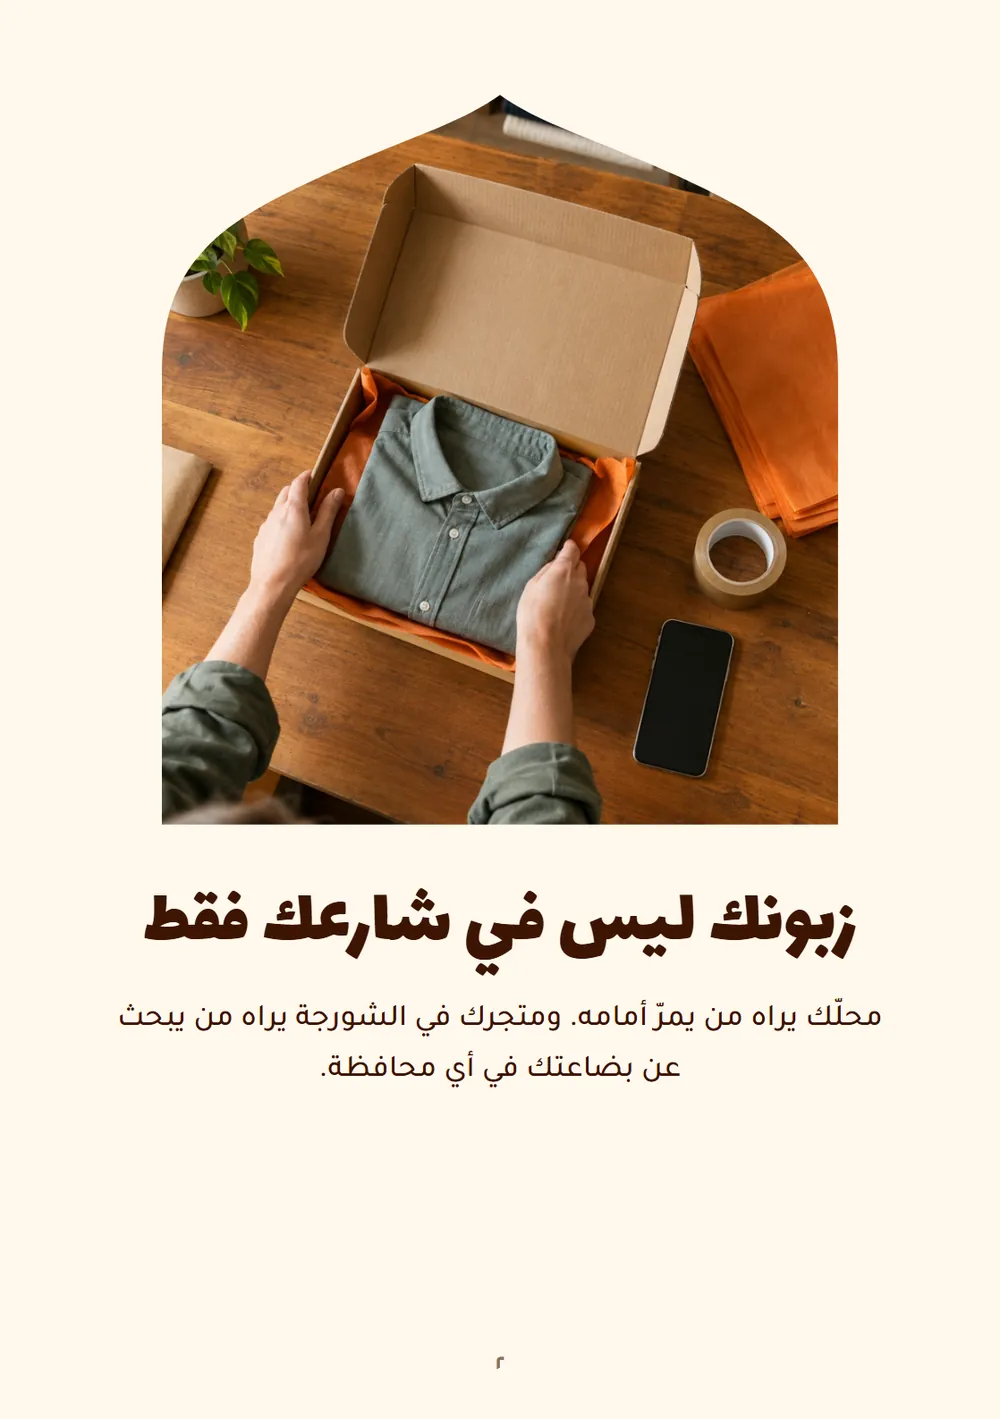 زبونك ليس في شارعك فقط
محلّك يراه من يمرّ أمامه. ومتجرك في الشورجة يراه من يبحث
عن بضاعتك في أي محافظة.
٢